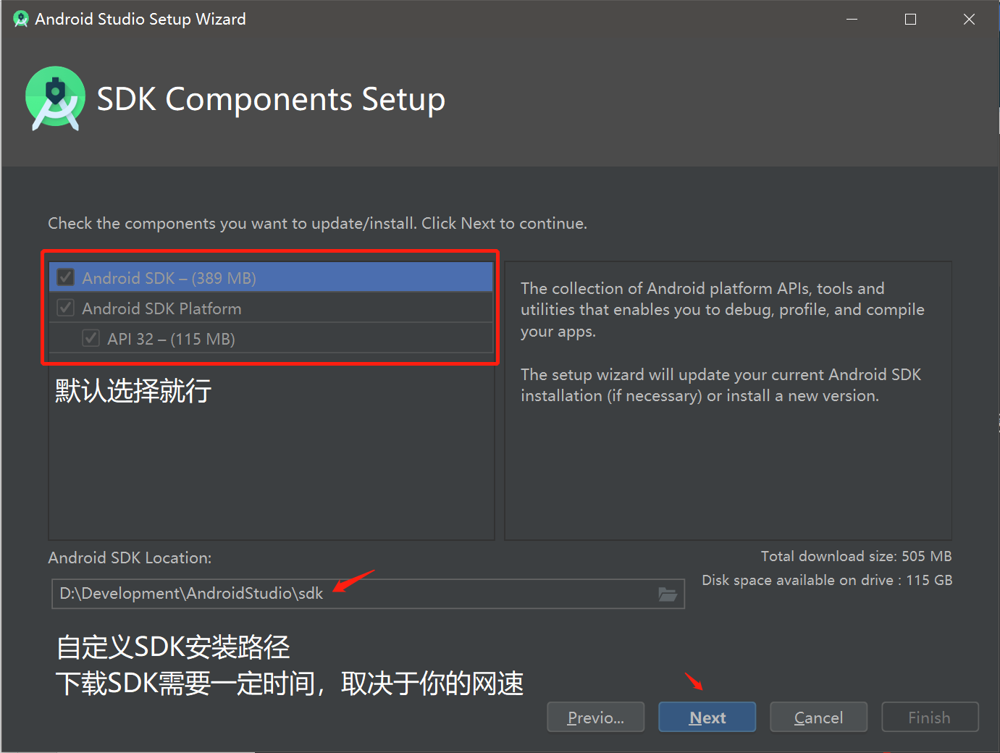 Android Studio Setup Wizard
SDK Components Setup
Check the components you want to update/install. Click Next to continue.
Android SDK – (389 MB)
Android SDK Platform
API 32 – (115 MB)
默认选择就行
The collection of Android platform APIs, tools and
utilities that enables you to debug, profile, and compile
your apps.
The setup wizard will update your current Android SDK
installation (if necessary) or install a new version.
Android SDK Location:
Total download size: 505 MB
Disk space available on drive : 115 GB
D:\Development\AndroidStudio\sdk
自定义SDK安装路径
下载SDK需要一定时间，取决于你的网速
Previo...
Next
Cancel
Finish